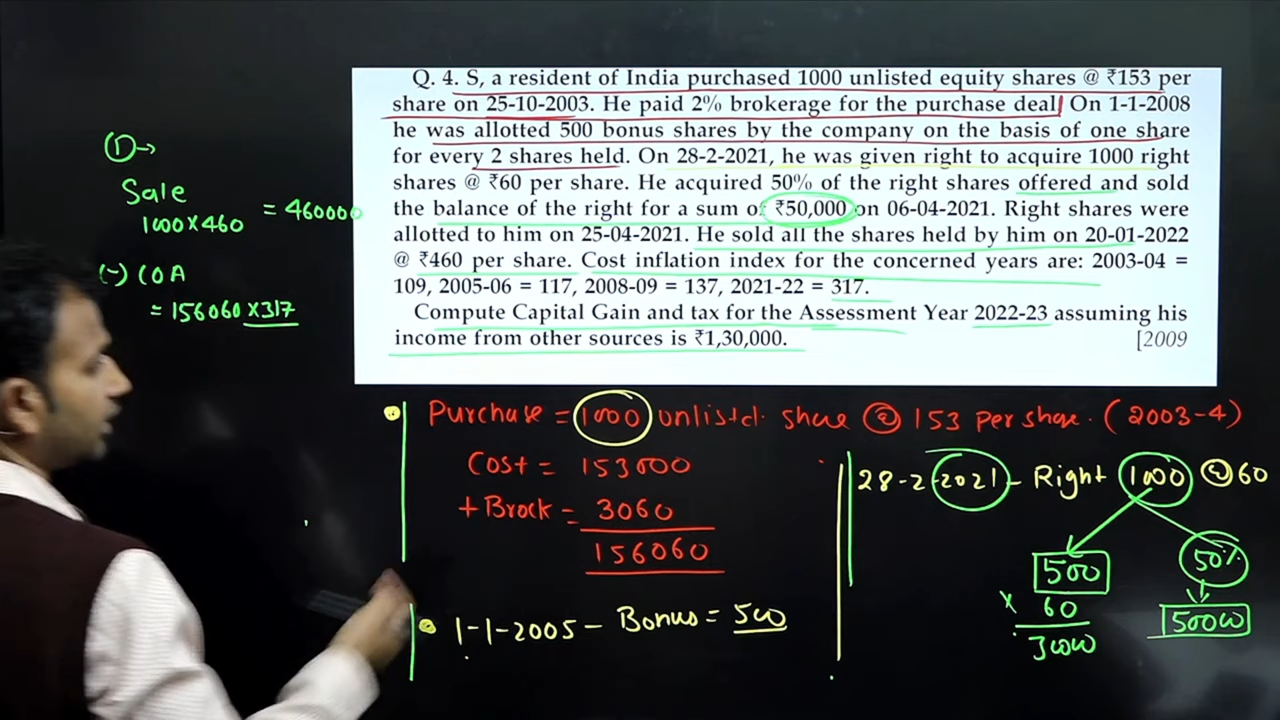 Q. 4. S, a resident of India purchased 1000 unlisted equity shares @ ₹153 per
share on 25-10-2003. He paid 2% brokerage for the purchase deal. On 1-1-2008
he was allotted 500 bonus shares by the company on the basis of one share
for every 2 shares held. On 28-2-2021, he was given right to acquire 1000 right
shares @ ₹60 per share. He acquired 50% of the right shares offered and sold
the balance of the right for a sum of ₹50,000 on 06-04-2021. Right shares were
allotted to him on 25-04-2021. He sold all the shares held by him on 20-01-2022
@ ₹460 per share. Cost inflation index for the concerned years are: 2003-04 =
109, 2005-06 = 117, 2008-09 = 137, 2021-22 = 317.
Compute Capital Gain and tax for the Assessment Year 2022-23 assuming his
income from other sources is ₹1,30,000.
[2009
① →
Sale
1000 × 460 = 460000
(-) COA
= 156060 × 317
Purchase = 1000 unlistd. share @ 153 per share. (2003-4)
Cost = 153000
+ Brock = 3060
156060
1-1-2005 - Bonus = 500
28-2-2021 - Right 1000 @ 60
500 50%
× 60 50000
30000